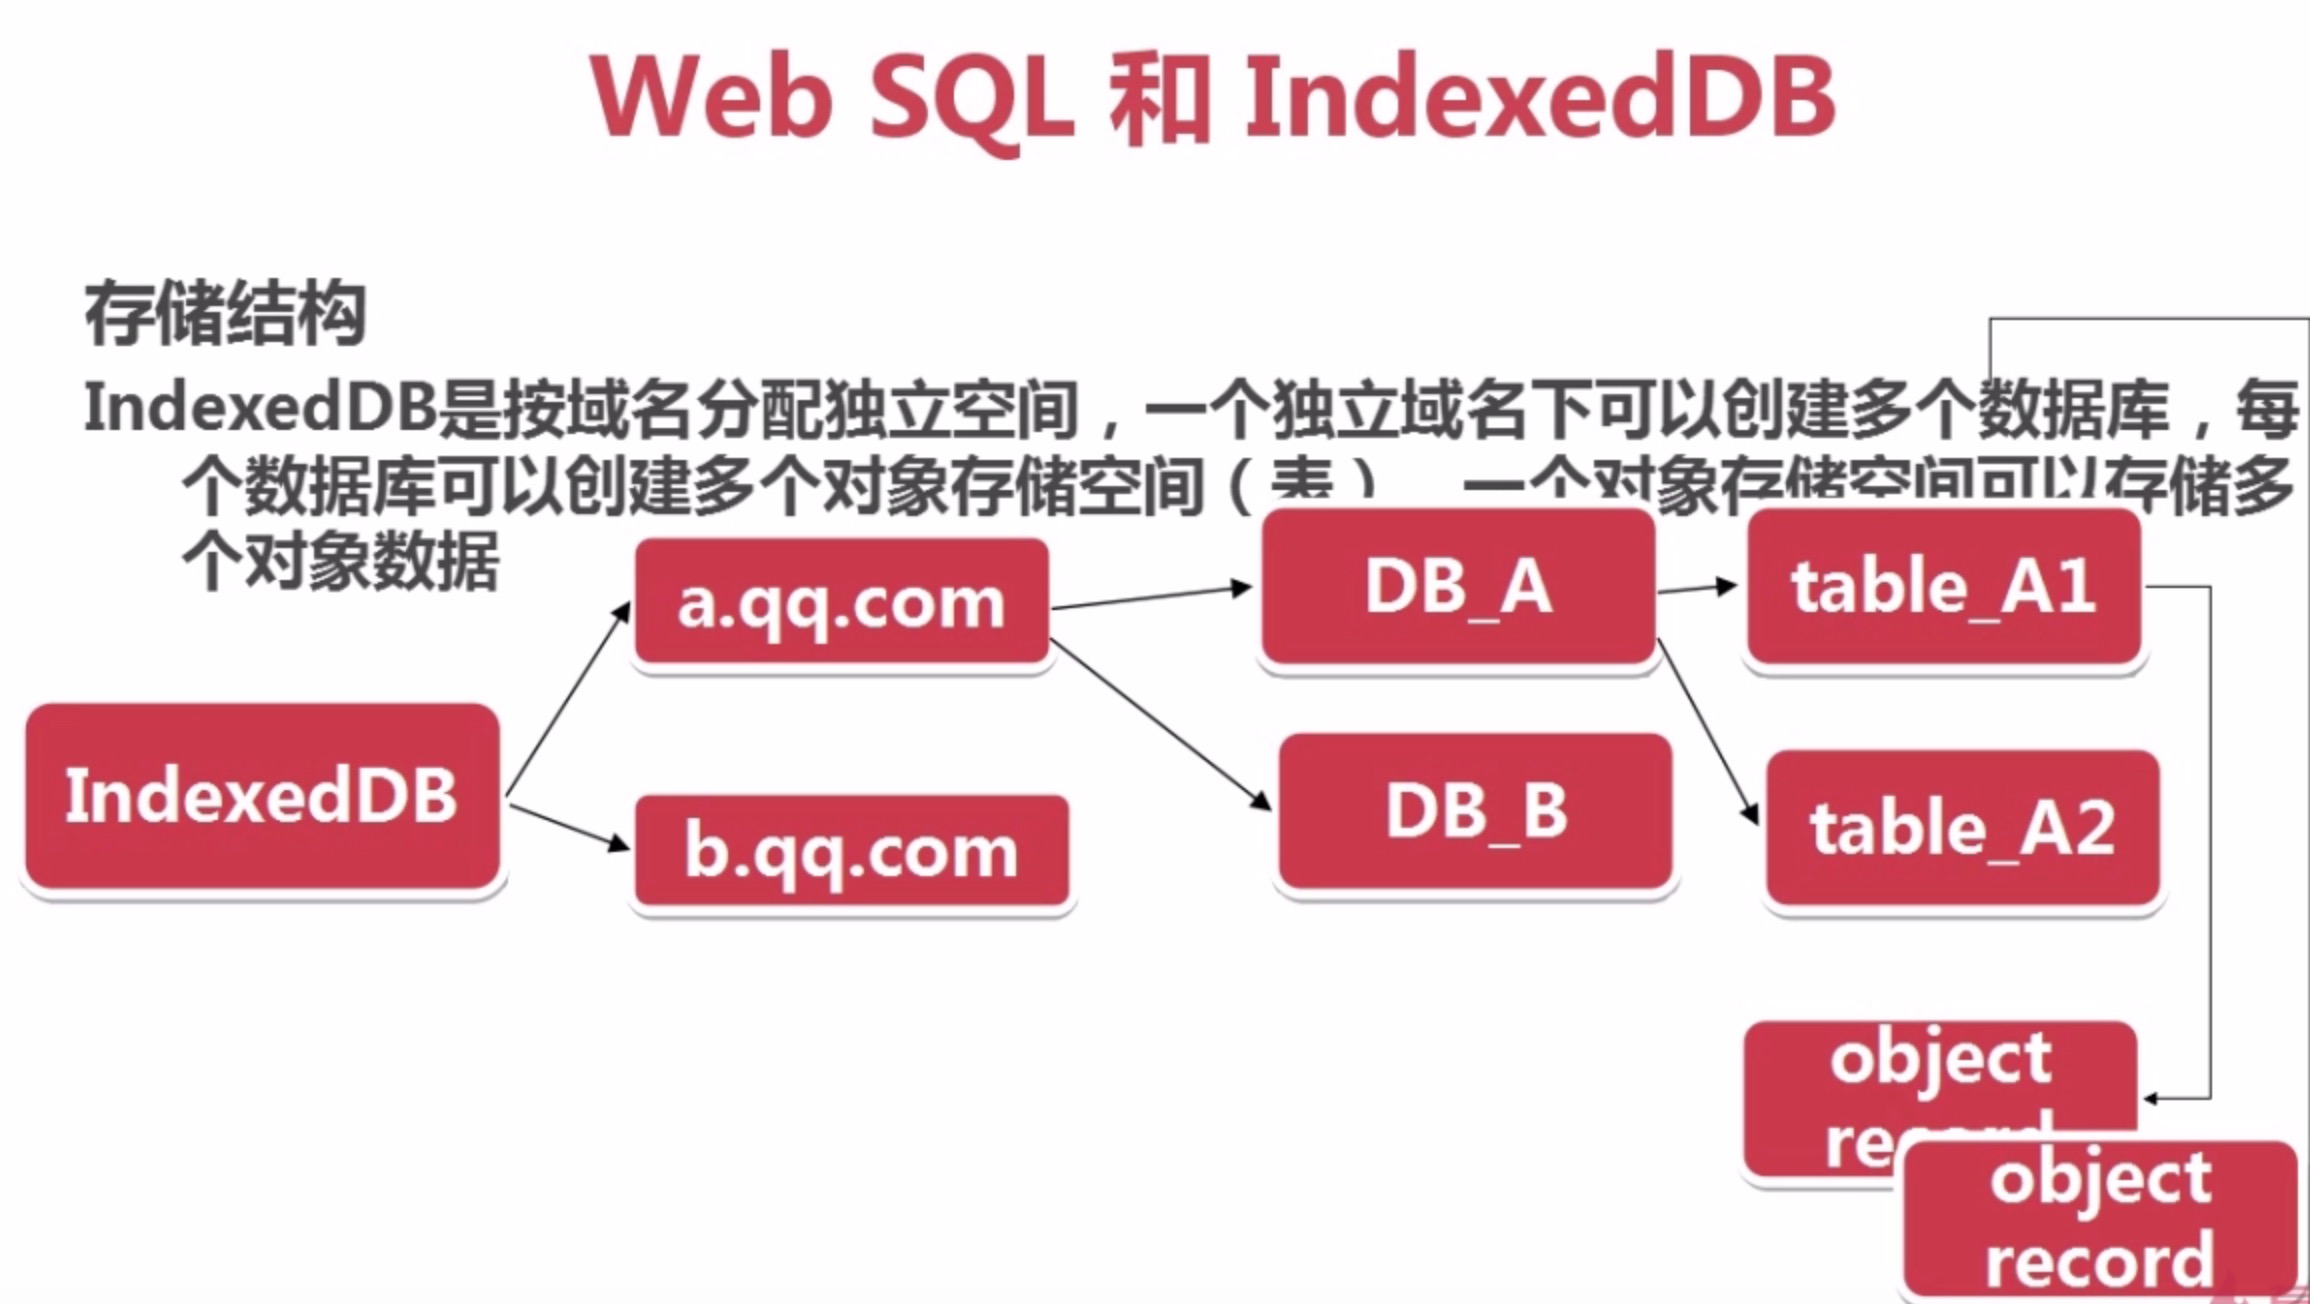 Web SQL 和 IndexedDB
存储结构
IndexedDB是按域名分配独立空间，一个独立域名下可以创建多个数据库，每
个数据库可以创建多个对象存储空间（表） 一个对象存储空间可以存储多
个对象数据
IndexedDB
a.qq.com
b.qq.com
DB_A
DB_B
table_A1
table_A2
object
record
object
record